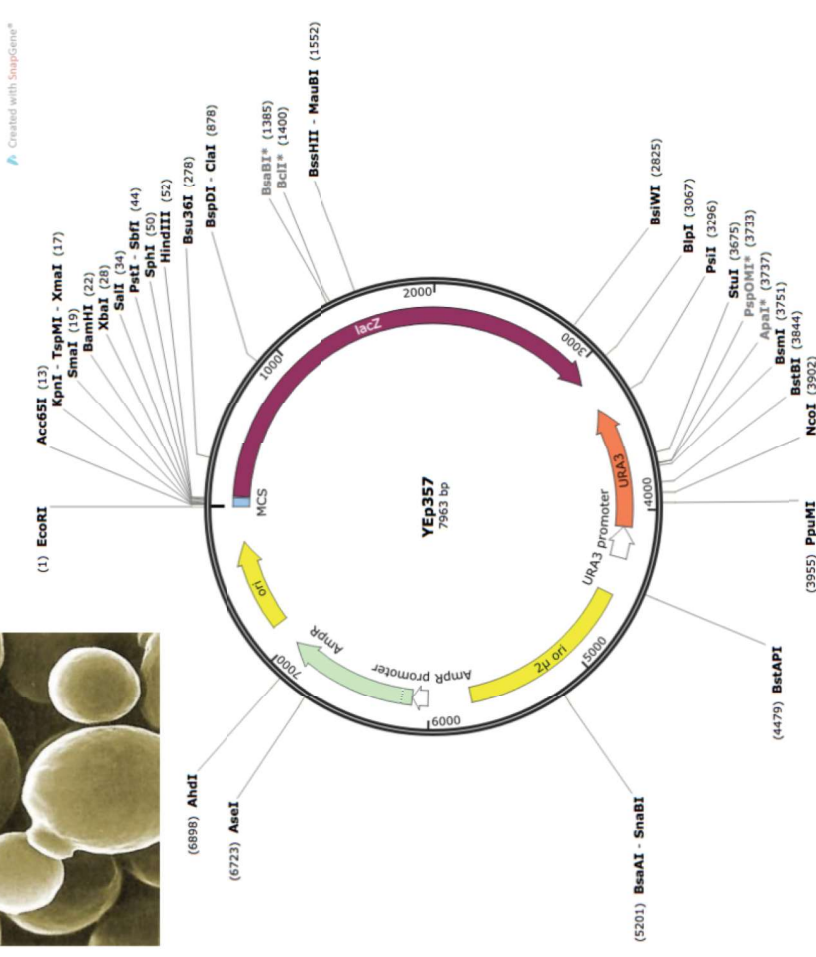 Created with SnapGene®
(1) EcoRI
Acc65I (13)
KpnI - TspMI - XmaI (17)
SmaI (19)
BamHI (22)
XbaI (28)
SalI (34)
PstI - SbfI (44)
SphI (50)
HindIII (52)
Bsu36I (278)
BspDI - ClaI (878)
BsaBI* (1385)
BclI* (1400)
BssHII - MauBI (1552)
BsiWI (2825)
BlpI (3067)
PsiI (3296)
StuI (3675)
PspOMI* (3733)
ApaI* (3737)
BsmI (3751)
BstBI (3844)
NcoI (3902)
(3955) PpuMI
(4479) BstAPI
(5201) BsaAI - SnaBI
(6723) AseI
(6898) AhdI
1000
2000
3000
4000
5000
6000
7000
MCS
lacZ
URA3
URA3 promoter
2μ ori
AmpR promoter
AmpR
ori
YEp357
7963 bp